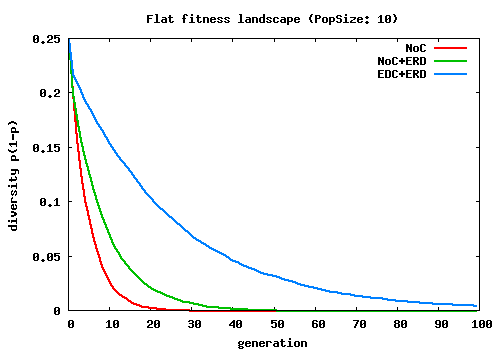 Flat fitness landscape (PopSize: 10)
NoC
NoC+ERD
EDC+ERD
diversity p(1-p)
0.25
0.2
0.15
0.1
0.05
0
0 10 20 30 40 50 60 70 80 90 100
generation